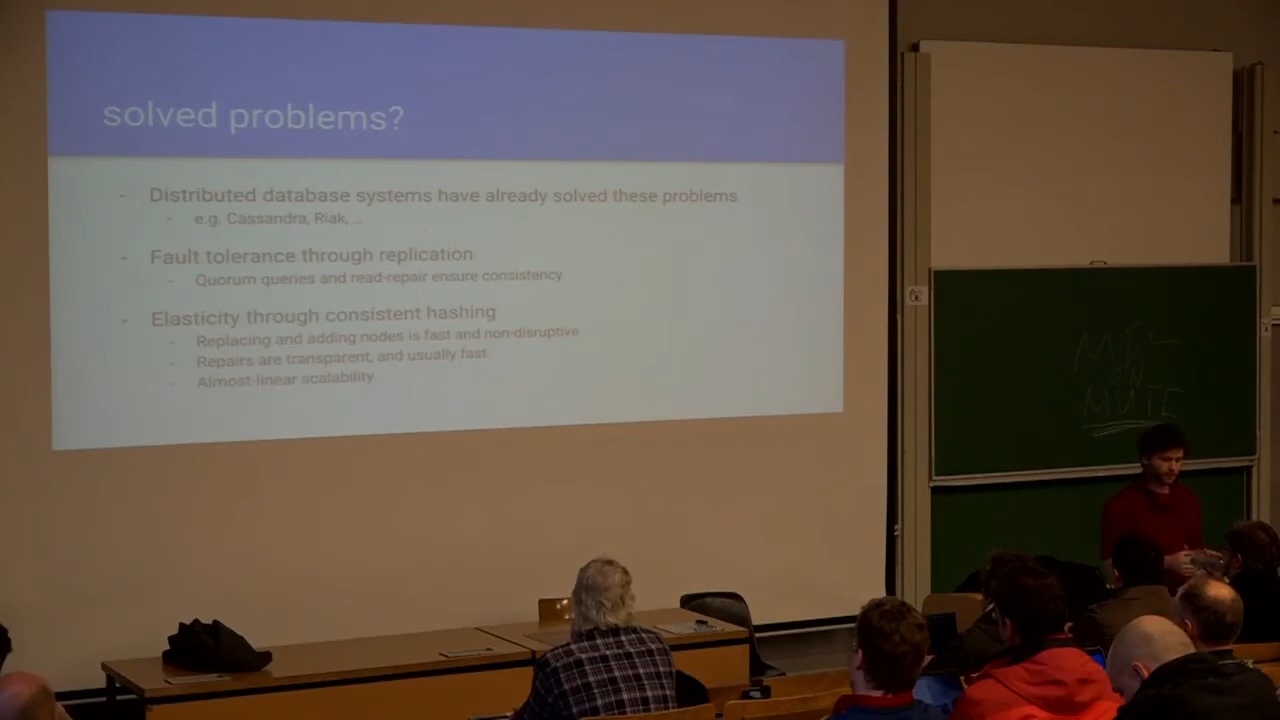 solved problems?
- Distributed database systems have already solved these problems
- e.g. Cassandra, Riak, ...
- Fault tolerance through replication
- Quorum queries and read-repair ensure consistency
- Elasticity through consistent hashing
- Replacing and adding nodes is fast and non-disruptive
- Repairs are transparent, and usually fast
- Almost-linear scalability
ON
MUTE